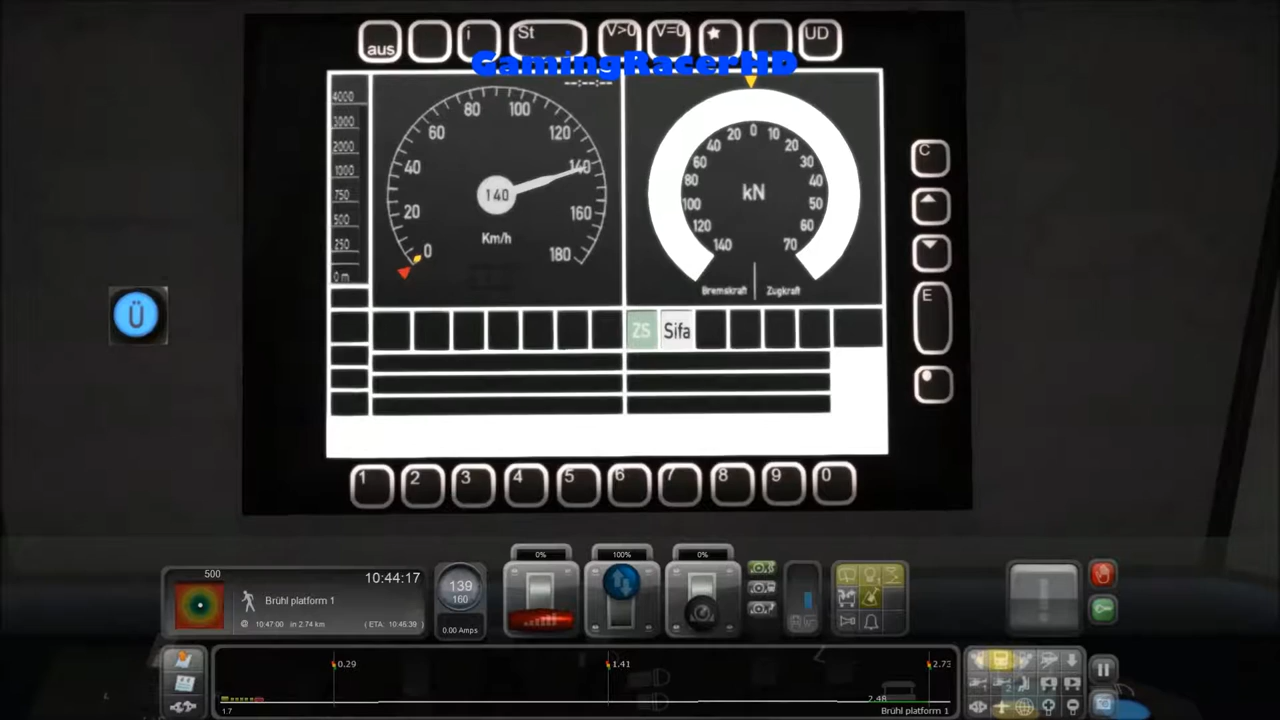 aus
i
St
V>0
V=0
UD
GamingRacerHD
--:--:--
4000
3000
2000
1000
750
500
250
0 m
0
20
40
60
80
100
120
140
160
180
140
Km/h
140
120
100
80
60
40
20
0
10
20
30
40
50
60
70
kN
Bremskraft
Zugkraft
C
E
Ü
ZS
Sifa
1
2
3
4
5
6
7
8
9
0
500
10:44:17
Brühl platform 1
@ 10:47:00 in 2.74 km ( ETA: 10:45:39 )
139
160
0.00 Amps
0%
100%
0%
0.29
1.41
2.73
2.48
1.7
Brühl platform 1